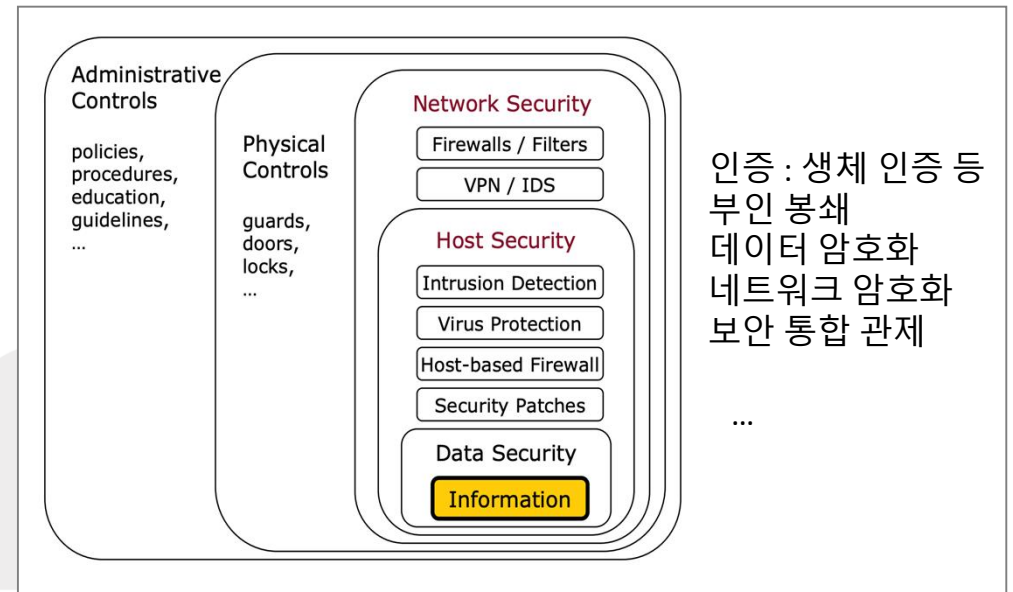 Administrative
Controls
policies,
procedures,
education,
guidelines,
...
Physical
Controls
guards,
doors,
locks,
...
Network Security
Firewalls / Filters
VPN / IDS
Host Security
Intrusion Detection
Virus Protection
Host-based Firewall
Security Patches
Data Security
Information
인증 : 생체 인증 등
부인 봉쇄
데이터 암호화
네트워크 암호화
보안 통합 관제
...